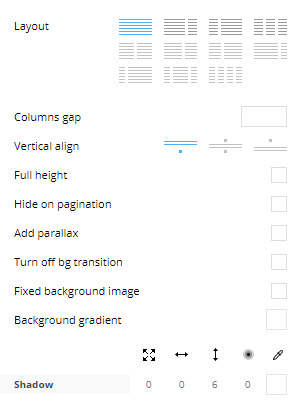 Layout
Columns gap
Vertical align
Full height
Hide on pagination
Add parallax
Turn off bg transition
Fixed background image
Background gradient
Shadow 0 0 6 0